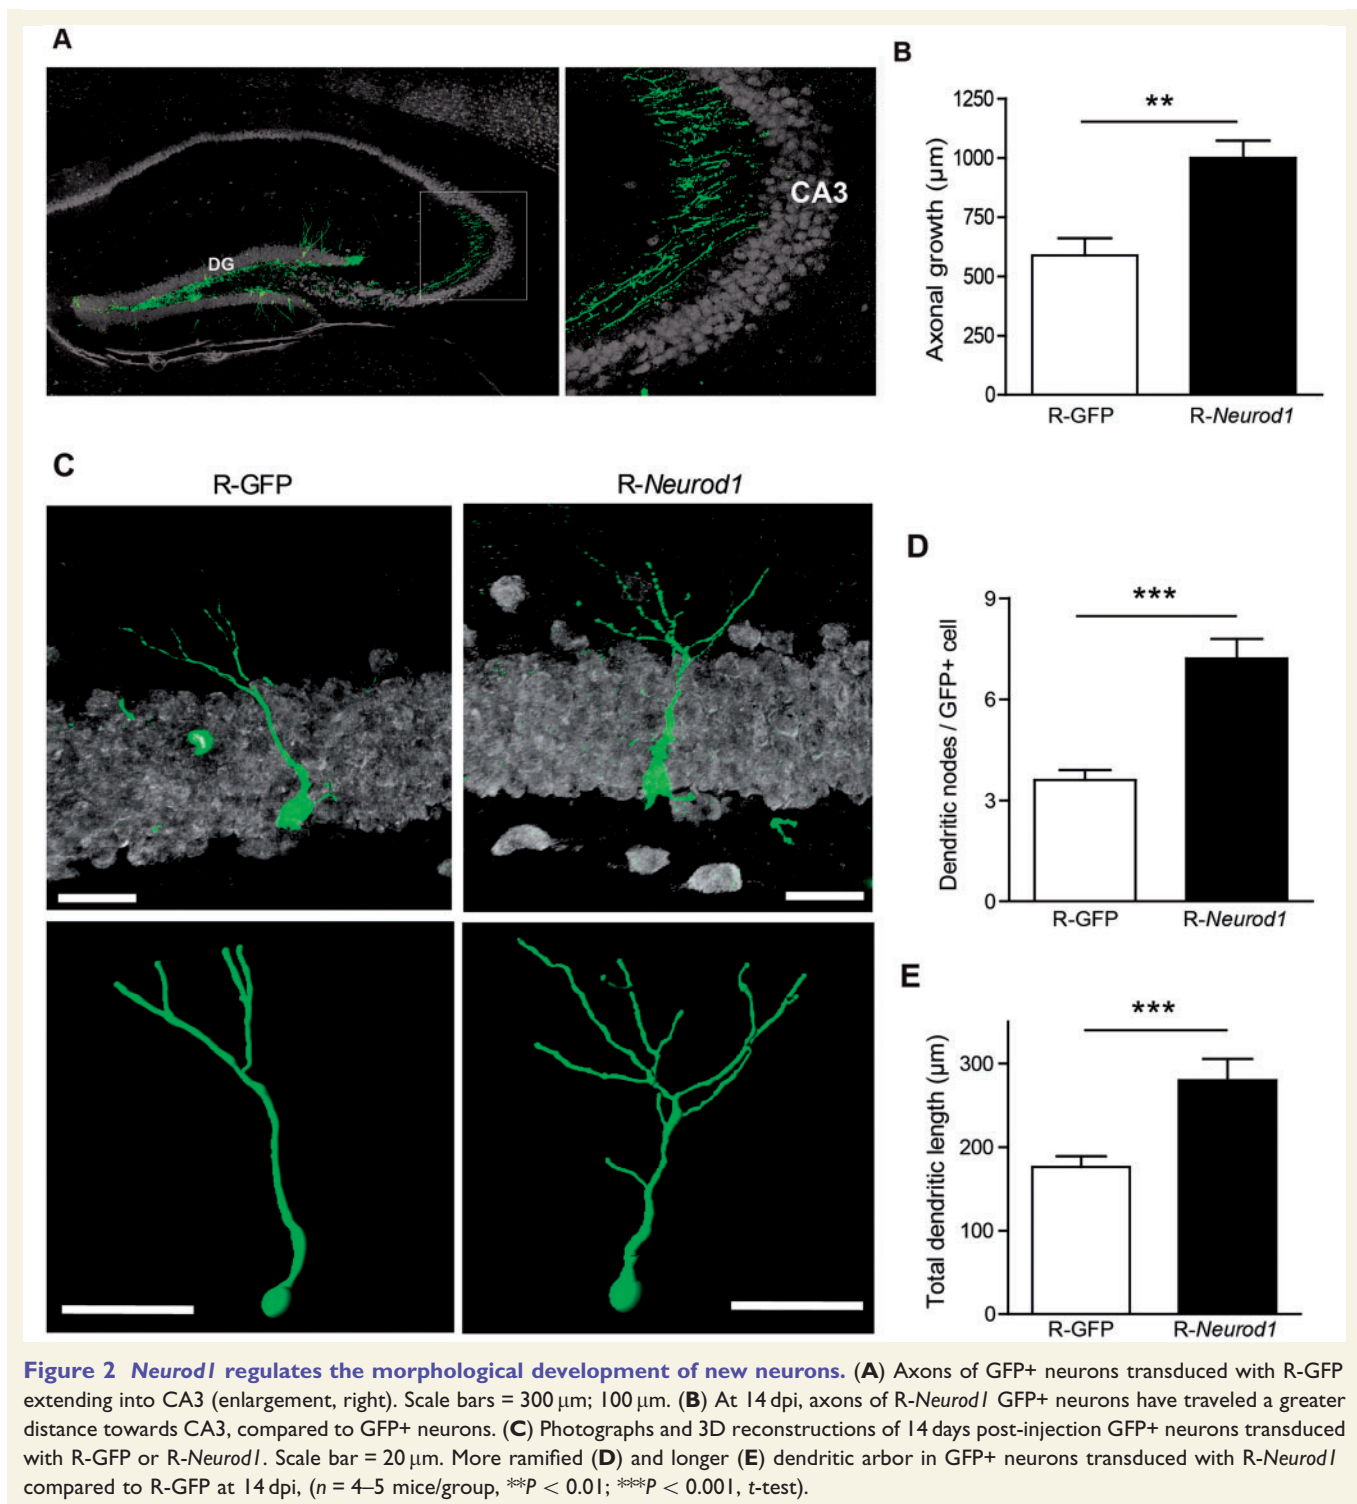 A
DG
CA3
B
**
1250
1000
750
500
250
0
Axonal growth (μm)
R-GFP
R-Neurod1
C
R-GFP
R-Neurod1
D
***
9
6
3
0
Dendritic nodes / GFP+ cell
R-GFP
R-Neurod1
E
***
300
200
100
0
Total dendritic length (μm)
R-GFP
R-Neurod1
Figure 2 Neurod1 regulates the morphological development of new neurons. (A) Axons of GFP+ neurons transduced with R-GFP
extending into CA3 (enlargement, right). Scale bars = 300 μm; 100 μm. (B) At 14 dpi, axons of R-Neurod1 GFP+ neurons have traveled a greater
distance towards CA3, compared to GFP+ neurons. (C) Photographs and 3D reconstructions of 14 days post-injection GFP+ neurons transduced
with R-GFP or R-Neurod1. Scale bar = 20 μm. More ramified (D) and longer (E) dendritic arbor in GFP+ neurons transduced with R-Neurod1
compared to R-GFP at 14 dpi, (n = 4–5 mice/group, **P < 0.01; ***P < 0.001, t-test).